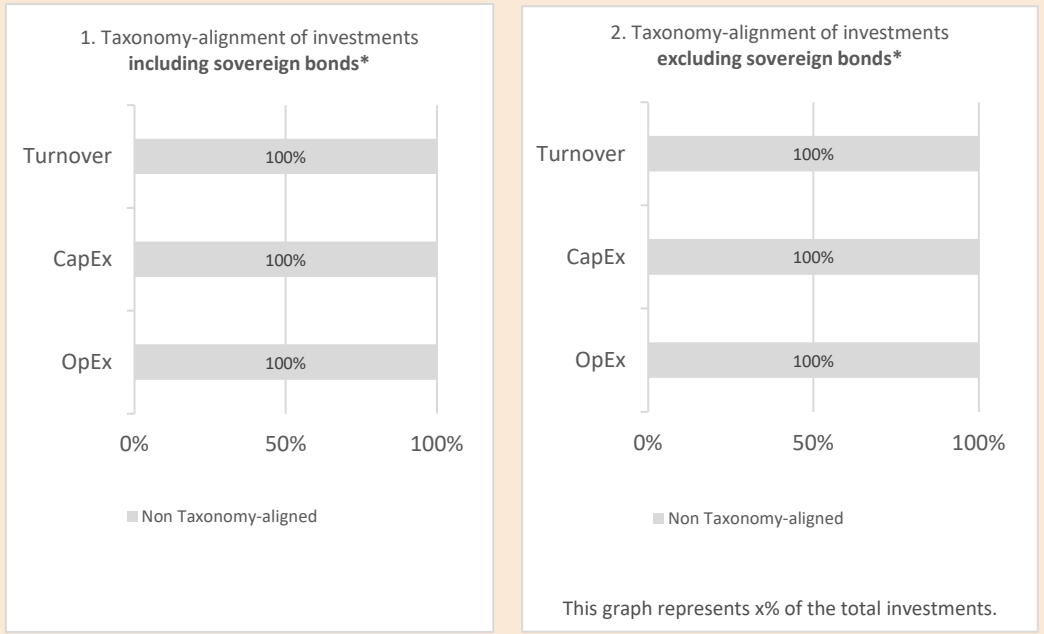 1. Taxonomy-alignment of investments
including sovereign bonds*
Turnover
100%
CapEx
100%
OpEx
100%
0%
50%
100%
Non Taxonomy-aligned
2. Taxonomy-alignment of investments
excluding sovereign bonds*
Turnover
100%
CapEx
100%
OpEx
100%
0%
50%
100%
Non Taxonomy-aligned
This graph represents x% of the total investments.